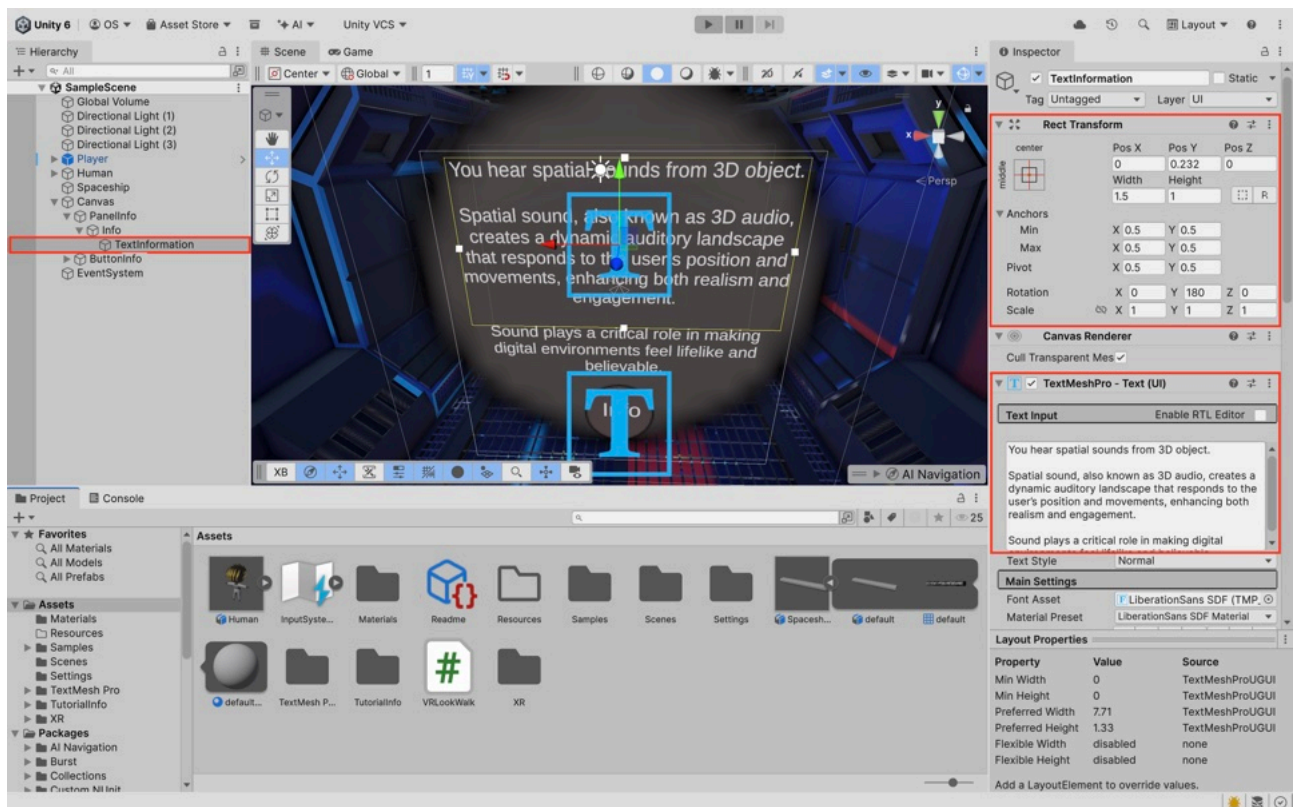 Unity 6 OS Asset Store AI Unity VCS Layout
Hierarchy
All
SampleScene
Global Volume
Directional Light (1)
Directional Light (2)
Directional Light (3)
Player
Human
Spaceship
Canvas
PanelInfo
Info
TextInformation
ButtonInfo
EventSystem
Scene Game
Center Global 1
y
x
Persp
You hear spatial sounds from 3D object.
Spatial sound, also known as 3D audio,
creates a dynamic auditory landscape
that responds to the user's position and
movements, enhancing both realism and
engagement.
Sound plays a critical role in making
digital environments feel lifelike and
believable.
Info
T
T
XB
AI Navigation
Inspector
TextInformation Static
Tag Untagged Layer UI
Rect Transform
center Pos X Pos Y Pos Z
middle 0 0.232 0
Width Height
1.5 1 R
Anchors
Min X 0.5 Y 0.5
Max X 0.5 Y 0.5
Pivot X 0.5 Y 0.5
Rotation X 0 Y 180 Z 0
Scale X 1 Y 1 Z 1
Canvas Renderer
Cull Transparent Mes
T TextMeshPro - Text (UI)
Text Input Enable RTL Editor
You hear spatial sounds from 3D object.
Spatial sound, also known as 3D audio, creates a
dynamic auditory landscape that responds to the
user's position and movements, enhancing both
realism and engagement.
Sound plays a critical role in making digital
Text Style Normal
Main Settings
Font Asset F LiberationSans SDF (TMP_
Material Preset LiberationSans SDF Material
Layout Properties
Property Value Source
Min Width 0 TextMeshProUGUI
Min Height 0 TextMeshProUGUI
Preferred Width 7.71 TextMeshProUGUI
Preferred Height 1.33 TextMeshProUGUI
Flexible Width disabled none
Flexible Height disabled none
Add a LayoutElement to override values.
Project Console
25
Favorites
All Materials
All Models
All Prefabs
Assets
Materials
Resources
Samples
Scenes
Settings
TextMesh Pro
TutorialInfo
XR
Packages
AI Navigation
Burst
Collections
Custom NUnit
Assets
Human InputSyste... Materials Readme Resources Samples Scenes Settings Spacesh... default default
default... TextMesh P... TutorialInfo VRLookWalk XR